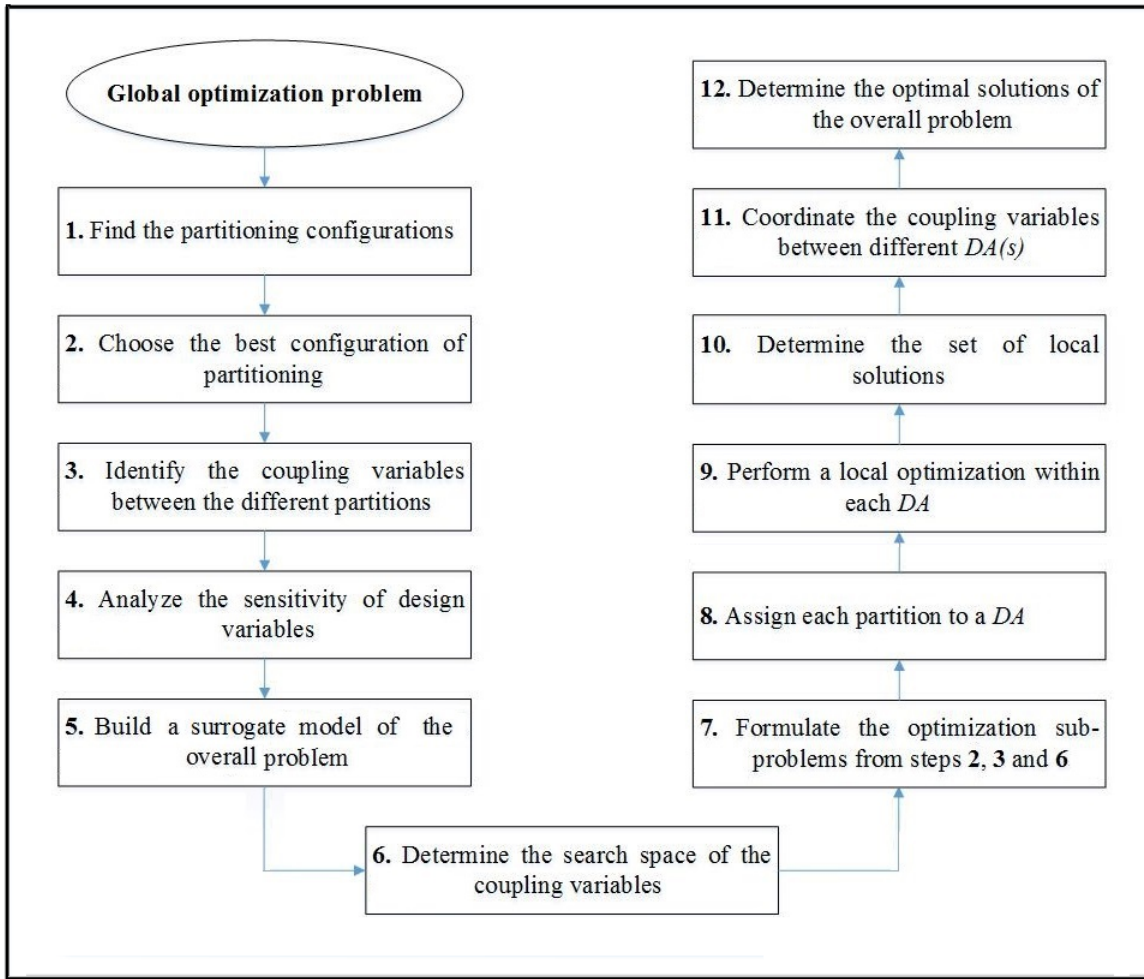 Global optimization problem
1. Find the partitioning configurations
2. Choose the best configuration of
partitioning
3. Identify the coupling variables
between the different partitions
4. Analyze the sensitivity of design
variables
5. Build a surrogate model of the
overall problem
6. Determine the search space of the
coupling variables
7. Formulate the optimization sub-
problems from steps 2, 3 and 6
8. Assign each partition to a DA
9. Perform a local optimization within
each DA
10. Determine the set of local
solutions
11. Coordinate the coupling variables
between different DA(s)
12. Determine the optimal solutions of
the overall problem